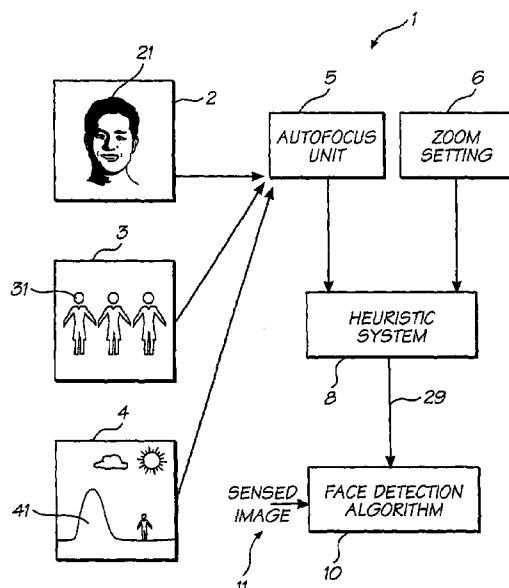 1
21
2
5
6
AUTOFOCUS
UNIT
ZOOM
SETTING
3
31
HEURISTIC
SYSTEM
8
29
4
41
SENSED
IMAGE
FACE DETECTION
ALGORITHM
11
10